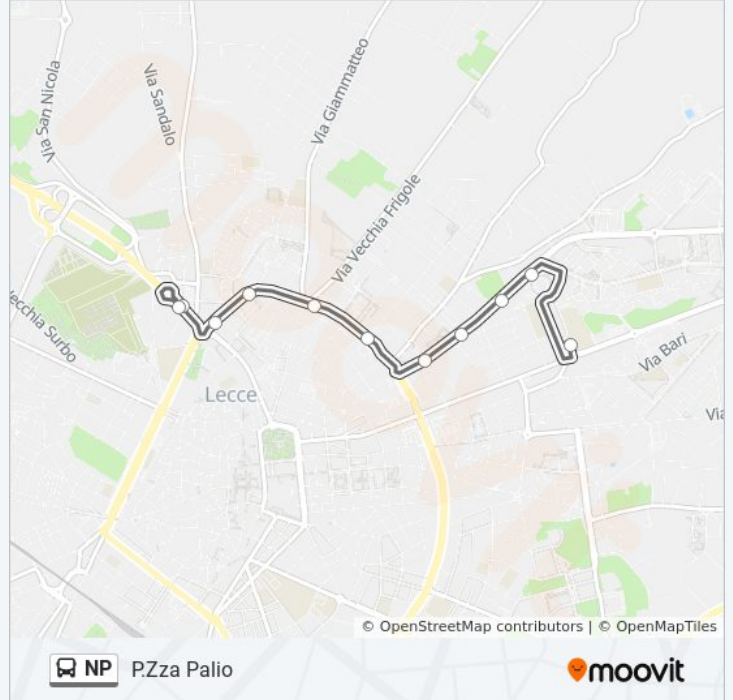 Via San Nicola
Via Sandalo
Via Giammatteo
Via Vecchia Frigole
ecchia Surbo
Lecce
Via Bari
Via
© OpenStreetMap contributors | © OpenMapTiles
NP P.Zza Palio
moovit